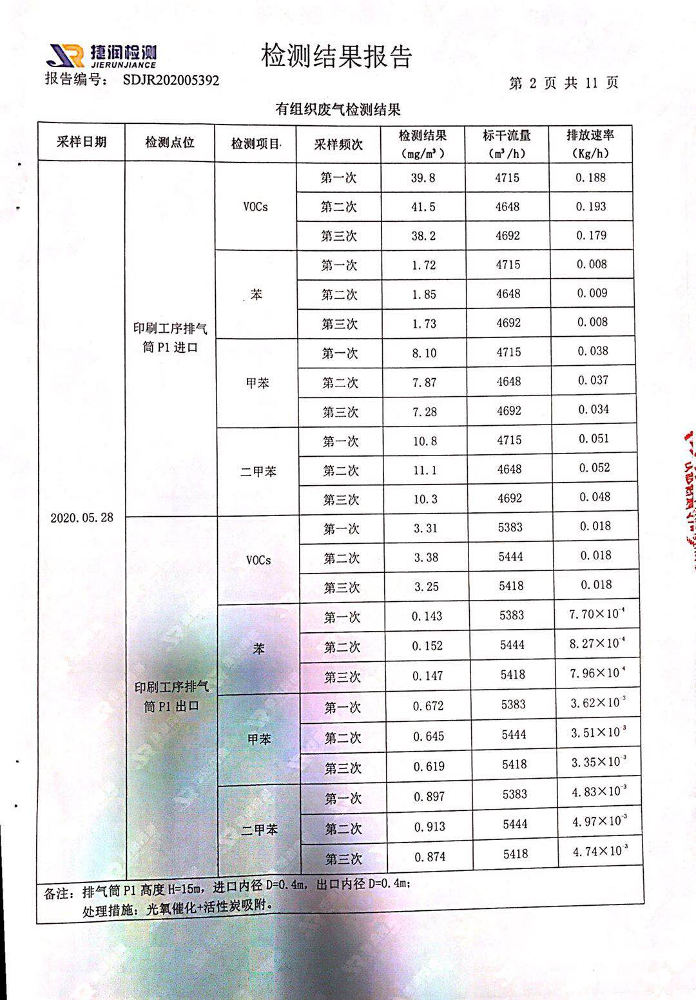 捷润检测
JIERUNJIANCE
检测结果报告
报告编号： SDJR202005392
第 2 页 共 11 页
有组织废气检测结果
采样日期 检测点位 检测项目 采样频次 检测结果（mg/m³） 标干流量（m³/h） 排放速率（Kg/h）
2020.05.28
印刷工序排气
筒 P1 进口
VOCs
第一次 39.8 4715 0.188
第二次 41.5 4648 0.193
第三次 38.2 4692 0.179
苯
第一次 1.72 4715 0.008
第二次 1.85 4648 0.009
第三次 1.73 4692 0.008
甲苯
第一次 8.10 4715 0.038
第二次 7.87 4648 0.037
第三次 7.28 4692 0.034
二甲苯
第一次 10.8 4715 0.051
第二次 11.1 4648 0.052
第三次 10.3 4692 0.048
印刷工序排气
筒 P1 出口
VOCs
第一次 3.31 5383 0.018
第二次 3.38 5444 0.018
第三次 3.25 5418 0.018
苯
第一次 0.143 5383 7.70×10⁻⁴
第二次 0.152 5444 8.27×10⁻⁴
第三次 0.147 5418 7.96×10⁻⁴
甲苯
第一次 0.672 5383 3.62×10⁻³
第二次 0.645 5444 3.51×10⁻³
第三次 0.619 5418 3.35×10⁻³
二甲苯
第一次 0.897 5383 4.83×10⁻³
第二次 0.913 5444 4.97×10⁻³
第三次 0.874 5418 4.74×10⁻³
备注：排气筒 P1 高度 H=15m，进口内径 D=0.4m，出口内径 D=0.4m；
处理措施：光氧催化+活性炭吸附。